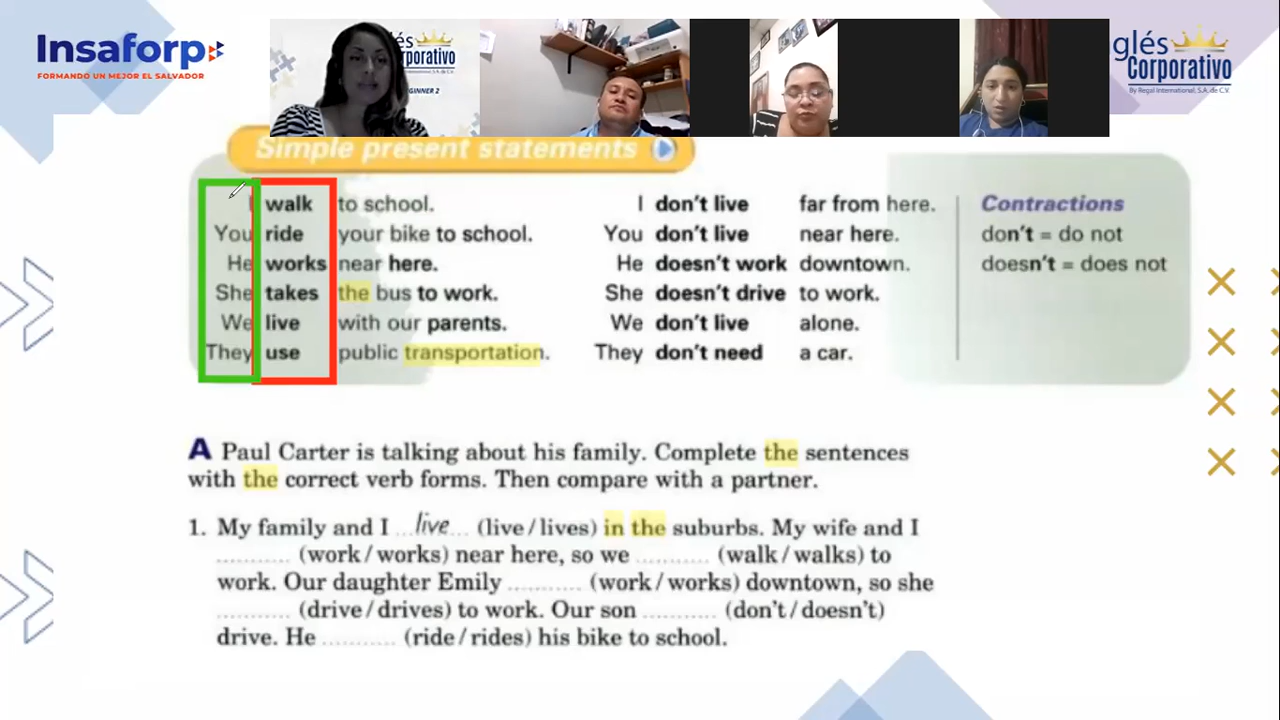 Insaforp
FORMANDO UN MEJOR EL SALVADOR
glés
Corporativo
By Regal International, S.A. de C.V.
Simple present statements
I walk to school.
You ride your bike to school.
He works near here.
She takes the bus to work.
We live with our parents.
They use public transportation.
I don't live far from here.
You don't live near here.
He doesn't work downtown.
She doesn't drive to work.
We don't live alone.
They don't need a car.
Contractions
don't = do not
doesn't = does not
A Paul Carter is talking about his family. Complete the sentences
with the correct verb forms. Then compare with a partner.
1. My family and I ...live... (live / lives) in the suburbs. My wife and I
........... (work / works) near here, so we ........... (walk / walks) to
work. Our daughter Emily ........... (work / works) downtown, so she
........... (drive / drives) to work. Our son ........... (don't / doesn't)
drive. He ........... (ride / rides) his bike to school.